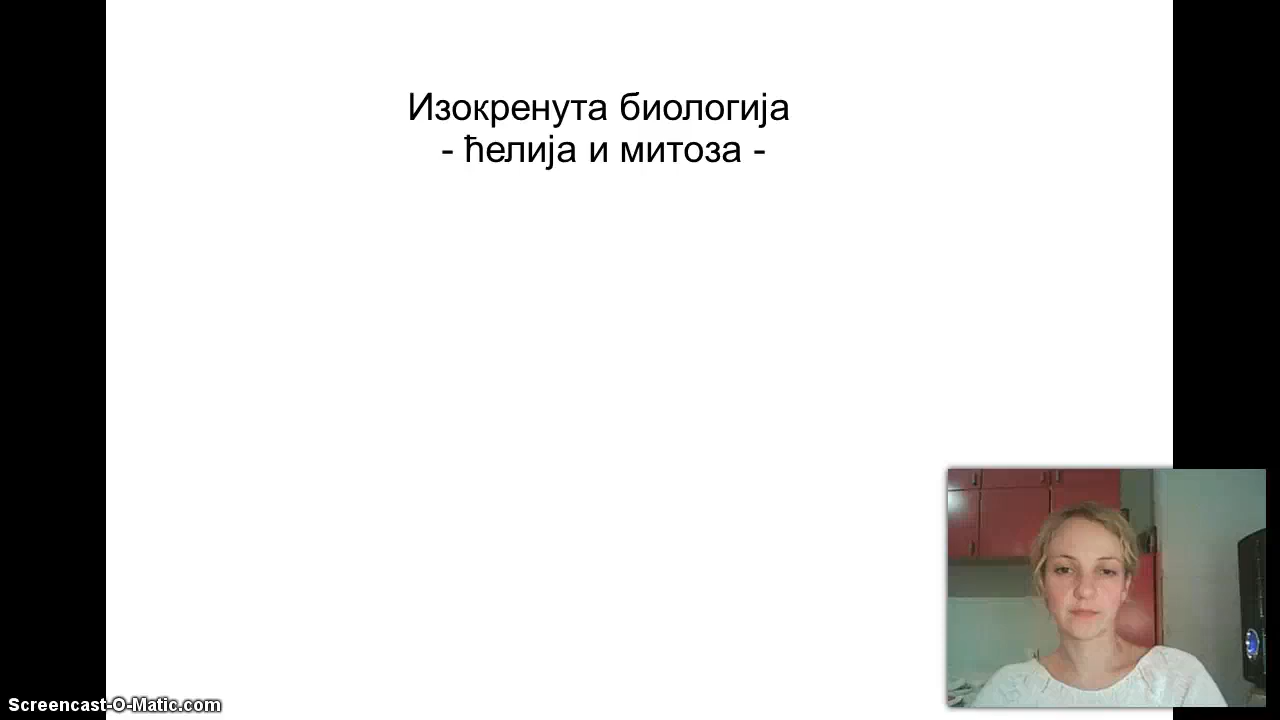 Изокренута биологија
- ћелија и митоза -
Screencast-O-Matic.com